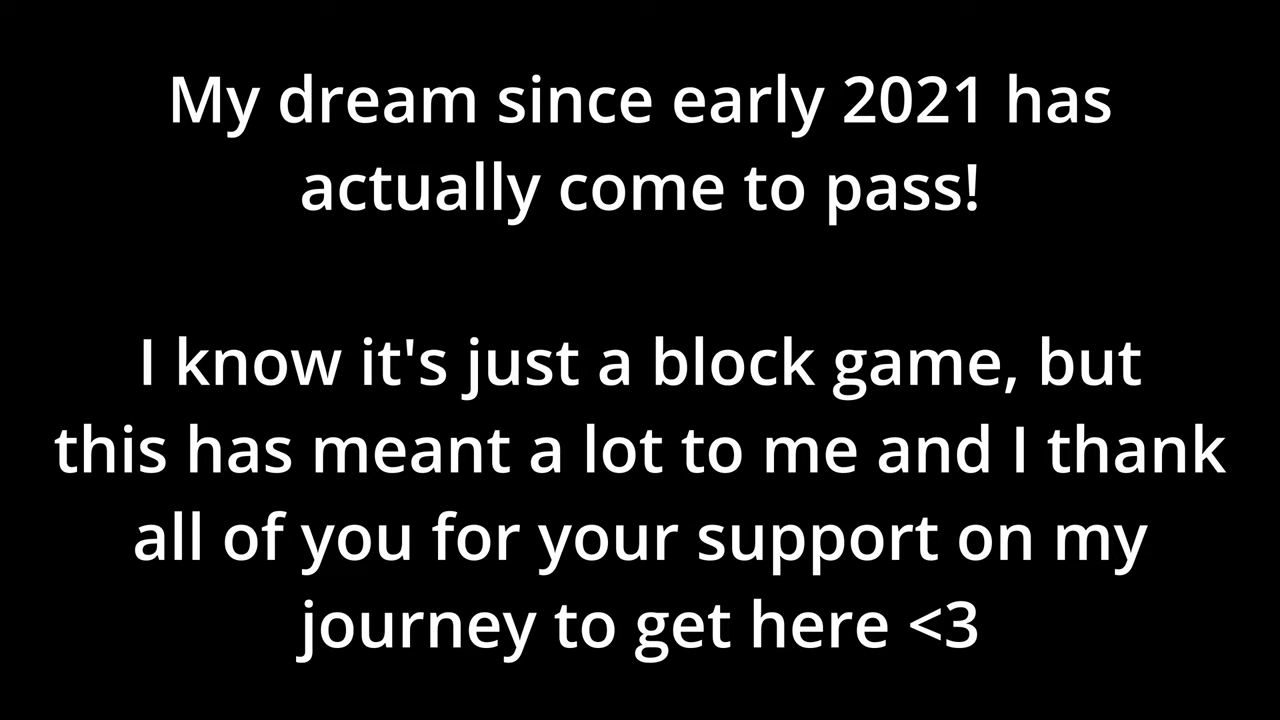 My dream since early 2021 has
actually come to pass!
I know it's just a block game, but
this has meant a lot to me and I thank
all of you for your support on my
journey to get here <3